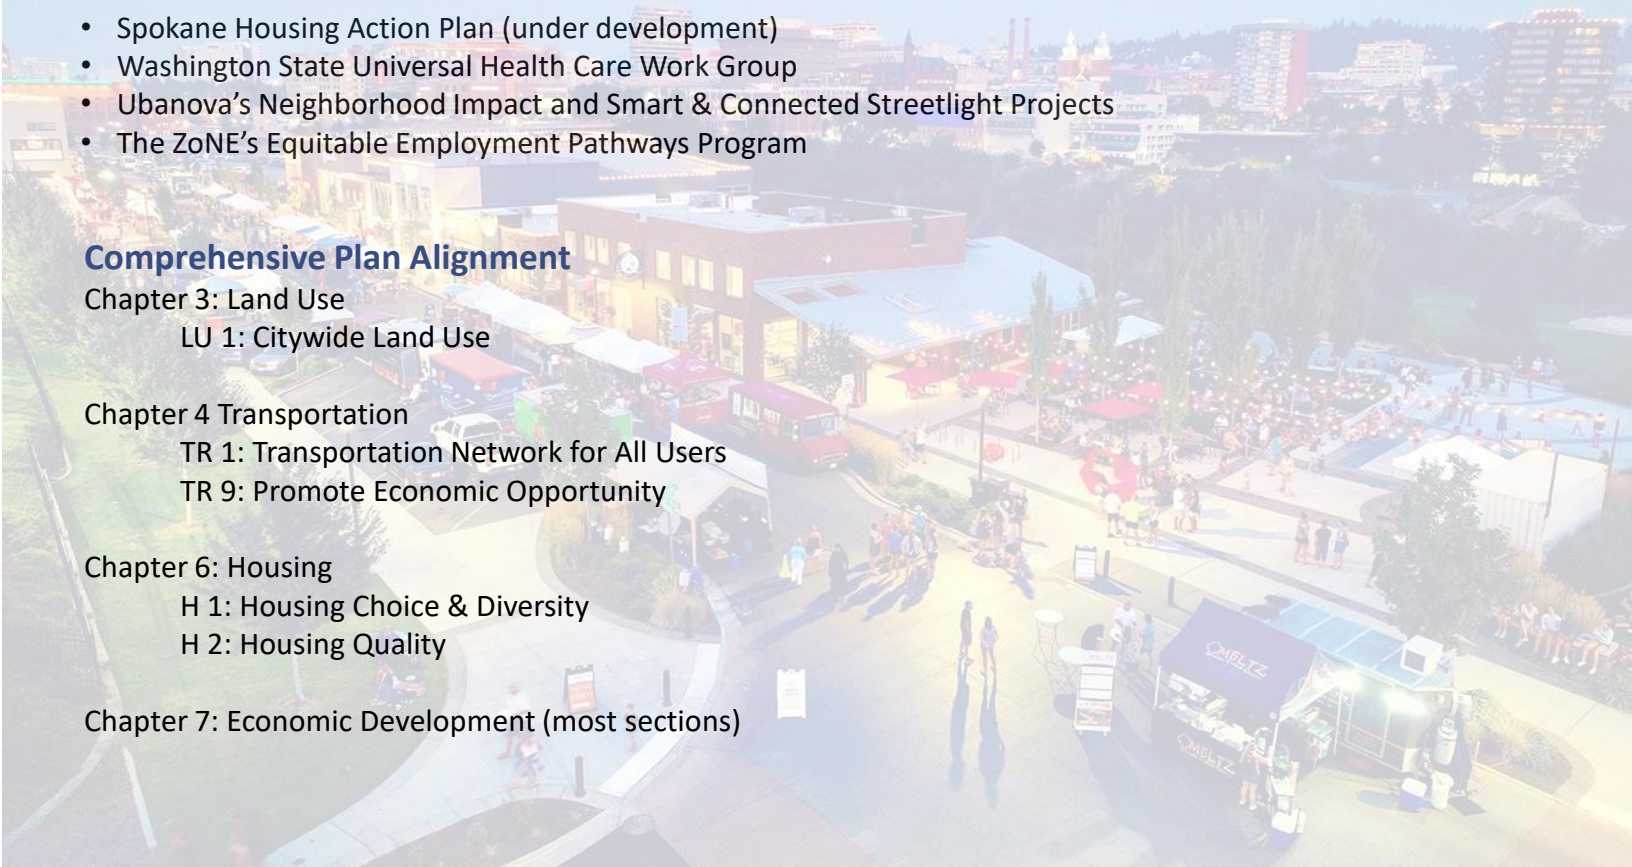 • Spokane Housing Action Plan (under development)
• Washington State Universal Health Care Work Group
• Ubanova’s Neighborhood Impact and Smart & Connected Streetlight Projects
• The ZoNE’s Equitable Employment Pathways Program
Comprehensive Plan Alignment
Chapter 3: Land Use
LU 1: Citywide Land Use
Chapter 4 Transportation
TR 1: Transportation Network for All Users
TR 9: Promote Economic Opportunity
Chapter 6: Housing
H 1: Housing Choice & Diversity
H 2: Housing Quality
Chapter 7: Economic Development (most sections)
MELTZ
MELTZ